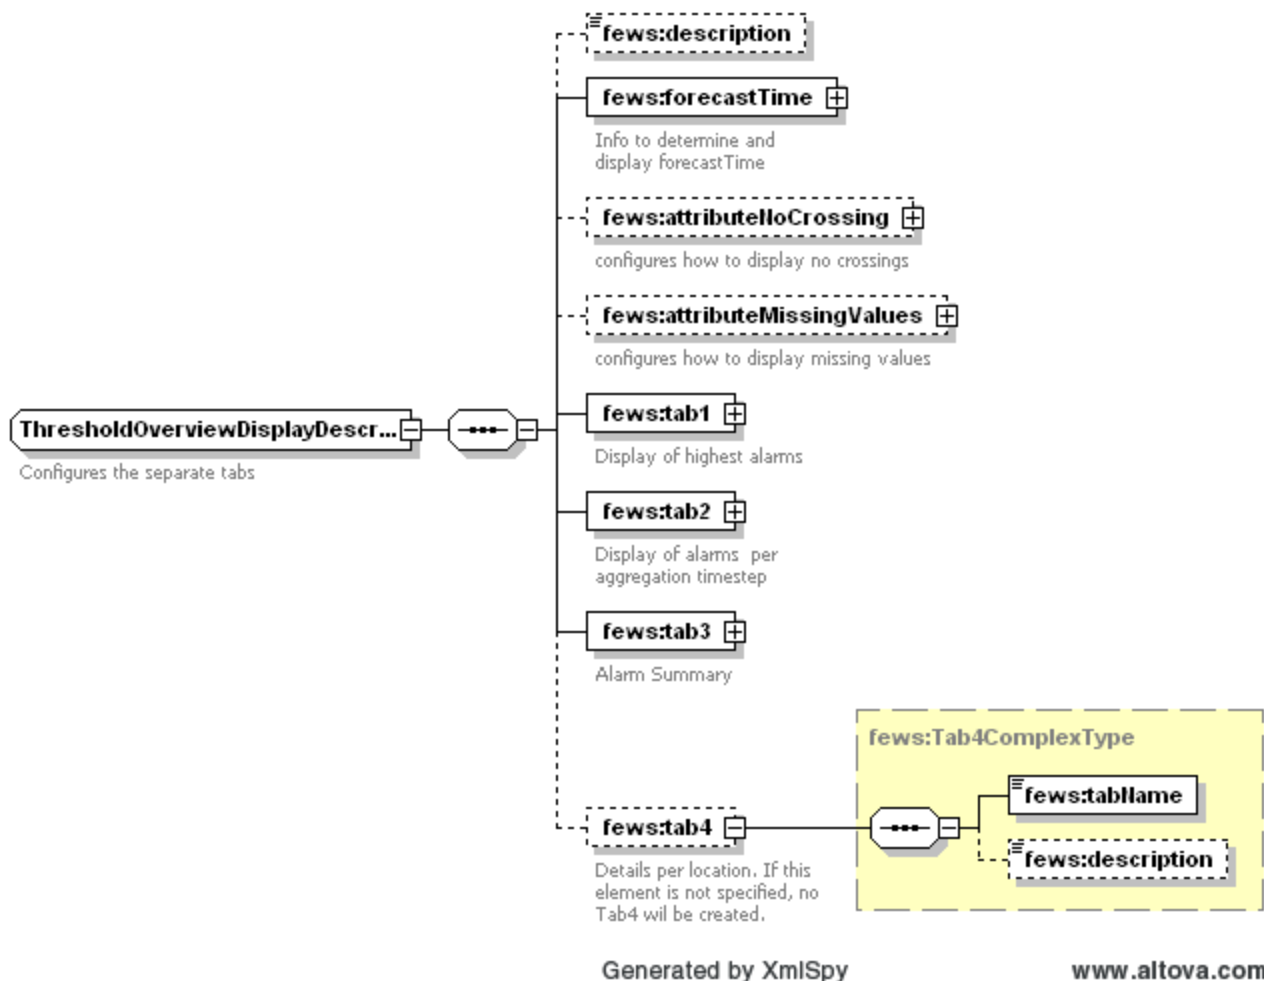 fews:description
fews:forecastTime
Info to determine and
display forecastTime
fews:attributeNoCrossing
configures how to display no crossings
fews:attributeMissingValues
configures how to display missing values
ThresholdOverviewDisplayDescr...
Configures the separate tabs
fews:tab1
Display of highest alarms
fews:tab2
Display of alarms per
aggregation timestep
fews:tab3
Alarm Summary
fews:Tab4ComplexType
fews:tabName
fews:tab4
fews:description
Details per location. If this
element is not specified, no
Tab4 wil be created.
Generated by XmlSpy
www.altova.com